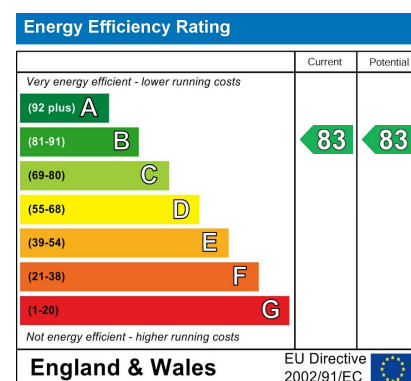 Energy Efficiency Rating
Current Potential
Very energy efficient - lower running costs
(92 plus) A
(81-91) B 83 83
(69-80) C
(55-68) D
(39-54) E
(21-38) F
(1-20) G
Not energy efficient - higher running costs
England & Wales
EU Directive
2002/91/EC